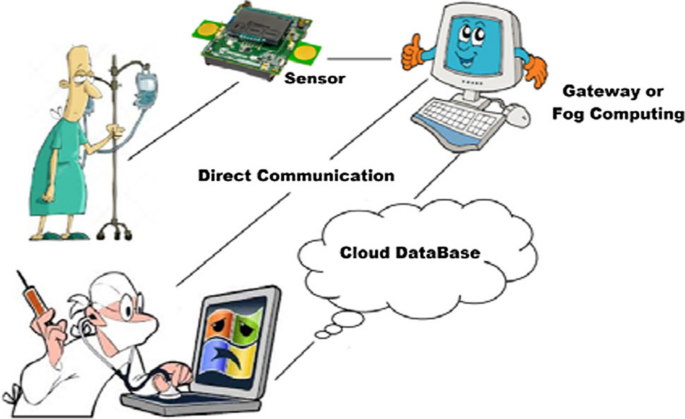 Sensor
Gateway or
Fog Computing
Direct Communication
Cloud DataBase